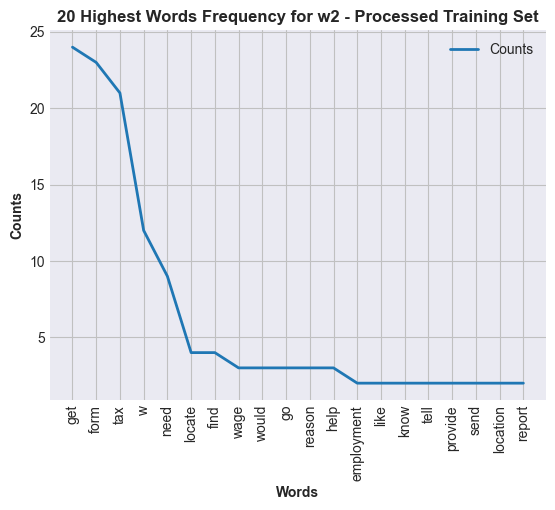 20 Highest Words Frequency for w2 - Processed Training Set
Counts
25
20
15
10
5
Counts
get
form
tax
w
need
locate
find
wage
would
go
reason
help
employment
like
know
tell
provide
send
location
report
Words